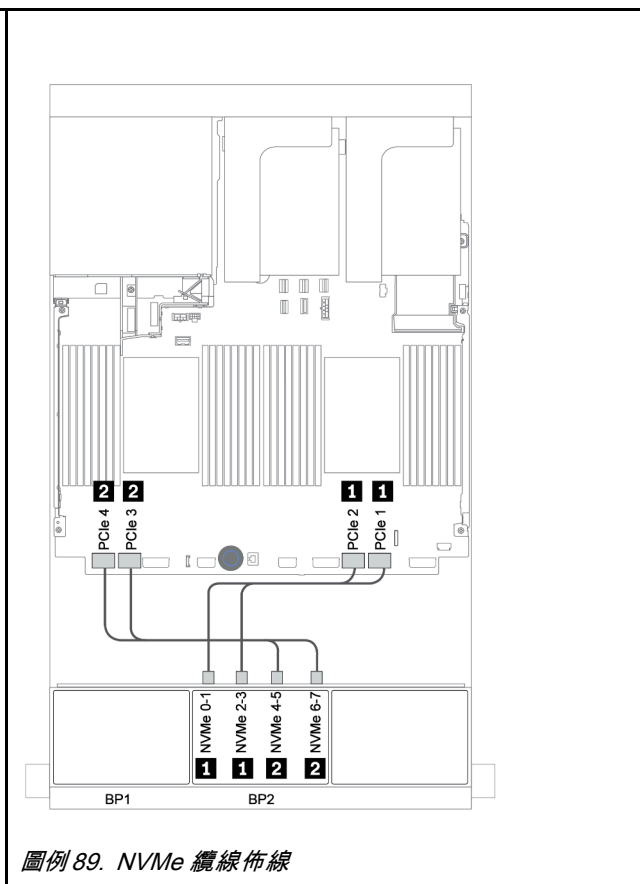 2 2 1 1
PCIe 4 PCIe 3 PCIe 2 PCIe 1
NVMe 0-1 NVMe 2-3 NVMe 4-5 NVMe 6-7
1 1 2 2
BP1 BP2
圖例 89. NVMe 纜線佈線